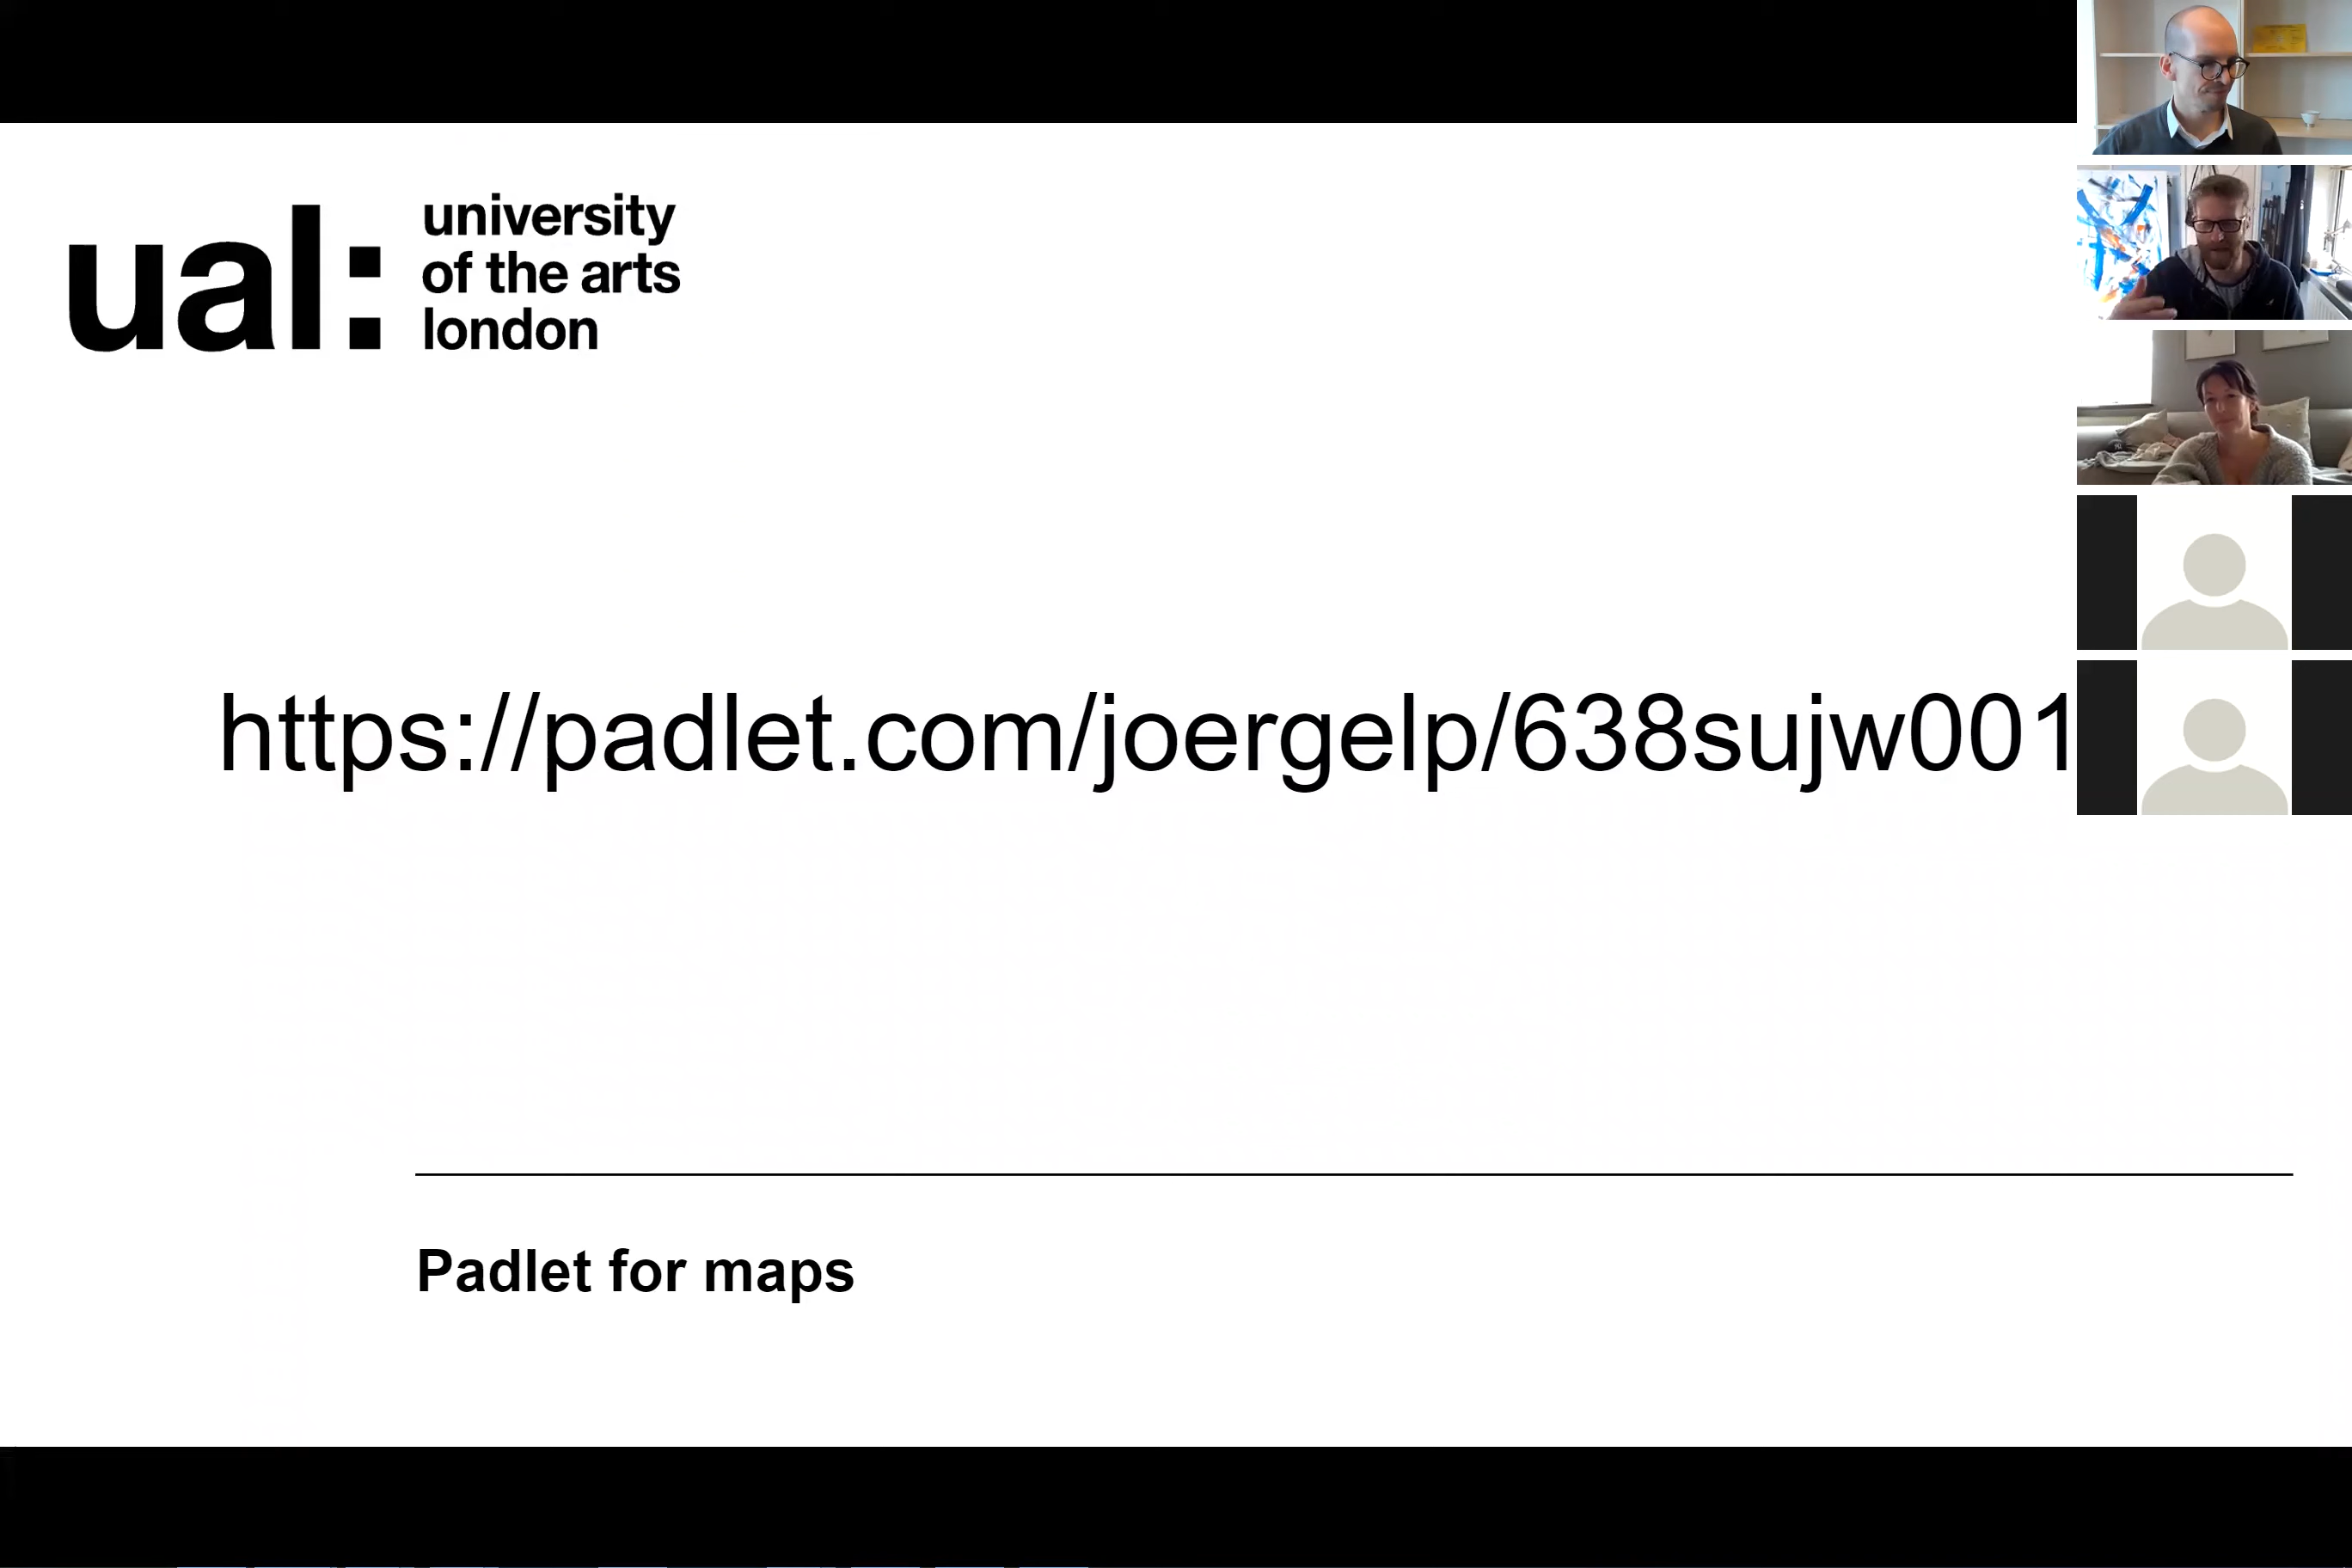 ual:
university
of the arts
london
https://padlet.com/joergelp/638sujw001
Padlet for maps